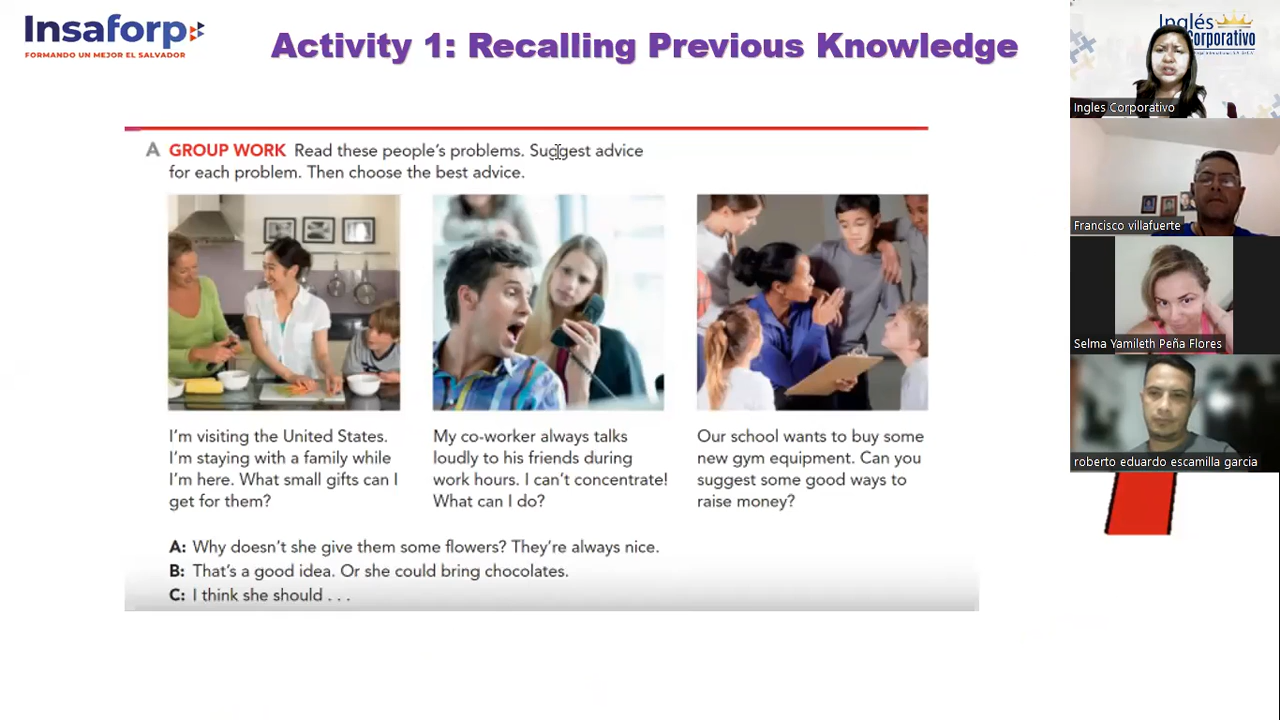 Insaforp
FORMANDO UN MEJOR EL SALVADOR
Activity 1: Recalling Previous Knowledge
A GROUP WORK Read these people's problems. Suggest advice
for each problem. Then choose the best advice.
I'm visiting the United States.
I'm staying with a family while
I'm here. What small gifts can I
get for them?
My co-worker always talks
loudly to his friends during
work hours. I can't concentrate!
What can I do?
Our school wants to buy some
new gym equipment. Can you
suggest some good ways to
raise money?
A: Why doesn't she give them some flowers? They're always nice.
B: That's a good idea. Or she could bring chocolates.
C: I think she should . . .
Inglés
Corporativo
Ingles Corporativo
Francisco villafuerte
Selma Yamileth Peña Flores
roberto eduardo escamilla garcia